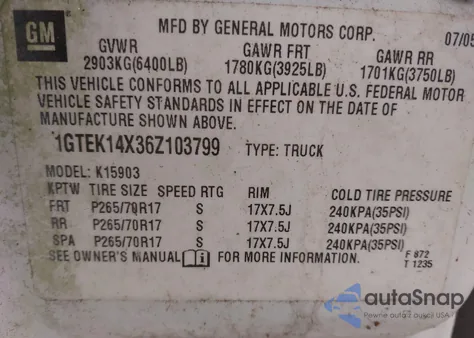 GM
MFD BY GENERAL MOTORS CORP. 07/05
GVWR GAWR FRT GAWR RR
2903KG(6400LB) 1780KG(3925LB) 1701KG(3750LB)
THIS VEHICLE CONFORMS TO ALL APPLICABLE U.S. FEDERAL MOTOR
VEHICLE SAFETY STANDARDS IN EFFECT ON THE DATE OF
MANUFACTURE SHOWN ABOVE.
1GTEK14X36Z103799 TYPE: TRUCK
MODEL: K15903
KPTW TIRE SIZE SPEED RTG RIM COLD TIRE PRESSURE
FRT P265/70R17 S 17X7.5J 240KPA(35PSI)
RR P265/70R17 S 17X7.5J 240KPA(35PSI)
SPA P265/70R17 S 17X7.5J 240KPA(35PSI)
SEE OWNER'S MANUAL i FOR MORE INFORMATION.
F 872
T 1235
autoSnap
Pewne auto z aukcji USA